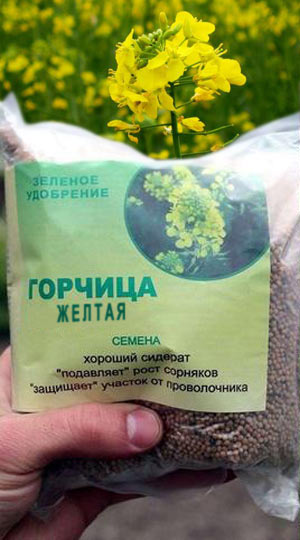 ЗЕЛЕНОЕ
УДОБРЕНИЕ
ГОРЧИЦА
ЖЕЛТАЯ
СЕМЕНА
хороший сидерат
"подавляет" рост сорняков
"защищает" участок от проволочника